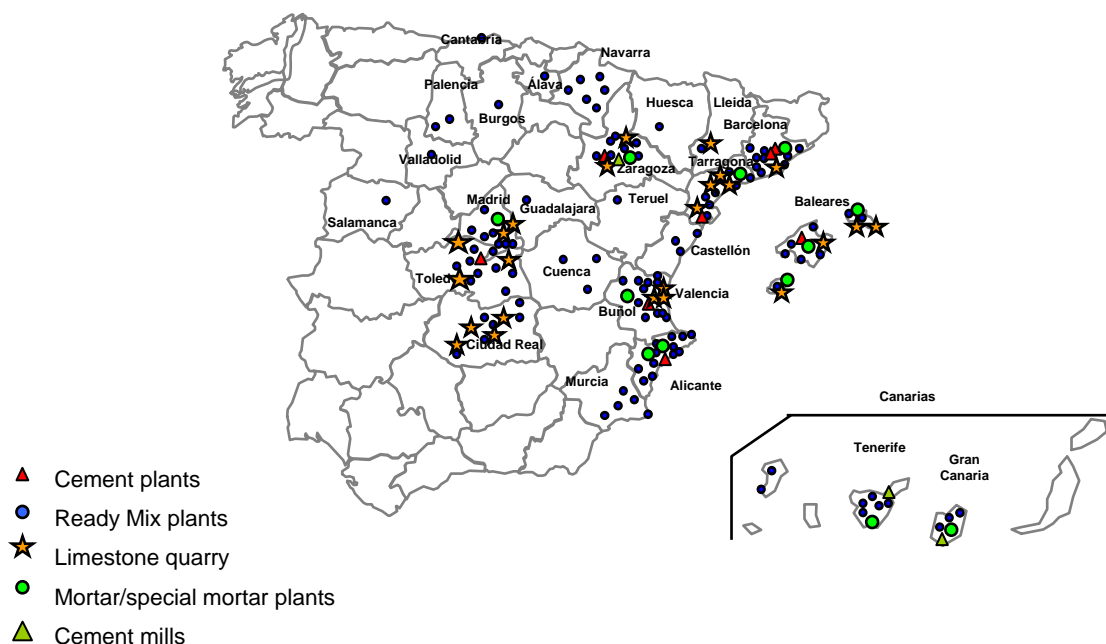 Cantabria
Navarra
Palencia
Álava
Huesca
Lleida
Burgos
Barcelona
Valladolid
Tarragona
Zaragoza
Madrid
Guadalajara
Teruel
Baleares
Salamanca
Castellón
Toled
Cuenca
Valencia
Buñol
Ciudad Real
Murcia
Alicante
Canarias
Tenerife
Gran
Canaria
Cement plants
Ready Mix plants
Limestone quarry
Mortar/special mortar plants
Cement mills